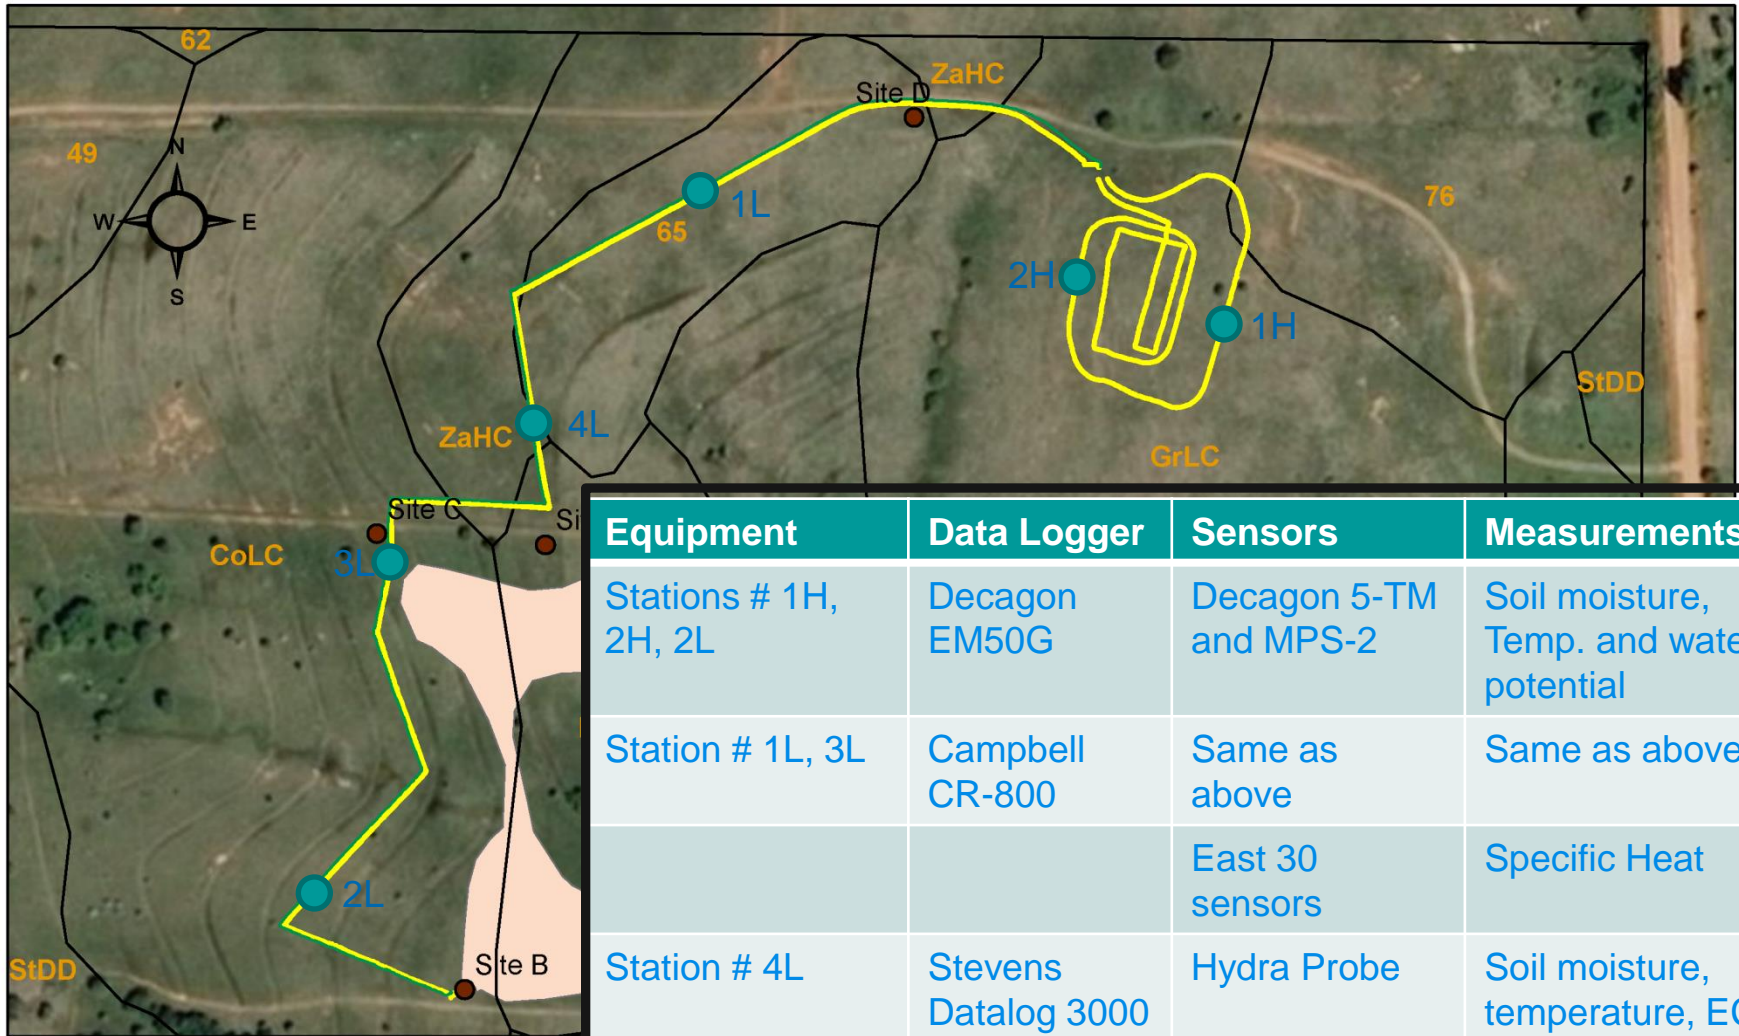 62
ZaHC
Site D
49
N
W
E
S
76
1L
65
2H
1H
StDD
4L
ZaHC
GrLC
Site C
CoLC
3L
2L
Site B
StDD
Equipment Data Logger Sensors Measurements
Stations # 1H, Decagon Decagon 5-TM Soil moisture,
2H, 2L EM50G and MPS-2 Temp. and
potential
Station # 1L, 3L Campbell Same as Same as above
CR-800 above
East 30 Specific Heat
sensors
Station # 4L Stevens Hydra Probe Soil moisture,
Datalog 3000 temperature,